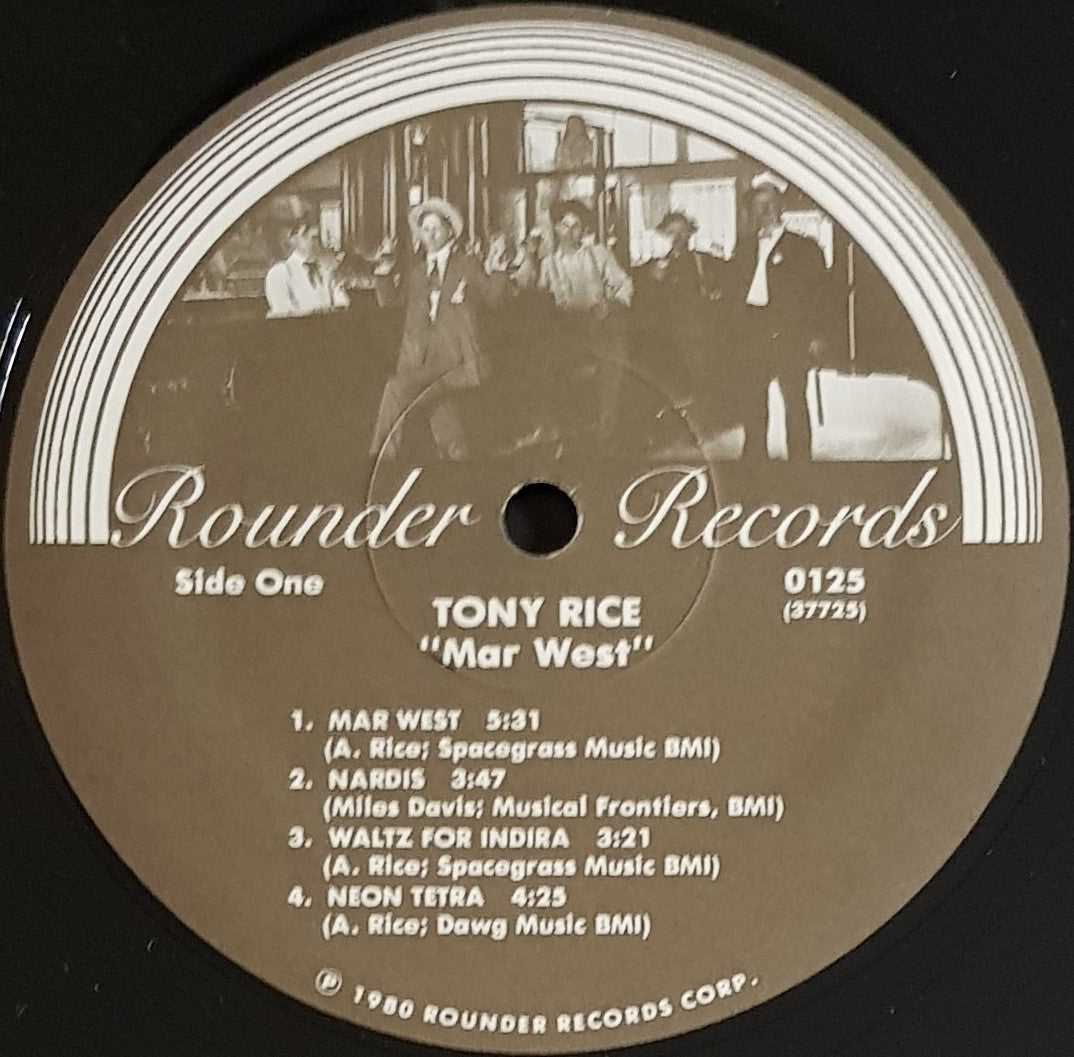 Rounder Records
Side One
0125
(37725)
TONY RICE
"Mar West"
1. MAR WEST 5:31
(A. Rice; Spacegrass Music BMI)
2. NARDIS 3:47
(Miles Davis; Musical Frontiers, BMI)
3. WALTZ FOR INDIRA 3:21
(A. Rice; Spacegrass Music BMI)
4. NEON TETRA 4:25
(A. Rice; Dawg Music BMI)
℗ 1980 ROUNDER RECORDS CORP.